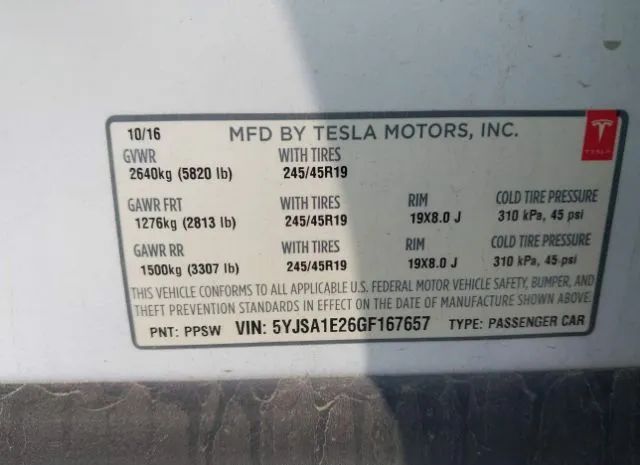 10/16 MFD BY TESLA MOTORS, INC.
GVWR WITH TIRES
2640kg (5820 lb) 245/45R19
GAWR FRT WITH TIRES RIM COLD TIRE PRESSURE
1276kg (2813 lb) 245/45R19 19X8.0 J 310 kPa, 45 psi
GAWR RR WITH TIRES RIM COLD TIRE PRESSURE
1500kg (3307 lb) 245/45R19 19X8.0 J 310 kPa, 45 psi
THIS VEHICLE CONFORMS TO ALL APPLICABLE U.S. FEDERAL MOTOR VEHICLE SAFETY, BUMPER, AND
THEFT PREVENTION STANDARDS IN EFFECT ON THE DATE OF MANUFACTURE SHOWN ABOVE.
PNT: PPSW VIN: 5YJSA1E26GF167657 TYPE: PASSENGER CAR
TESLA